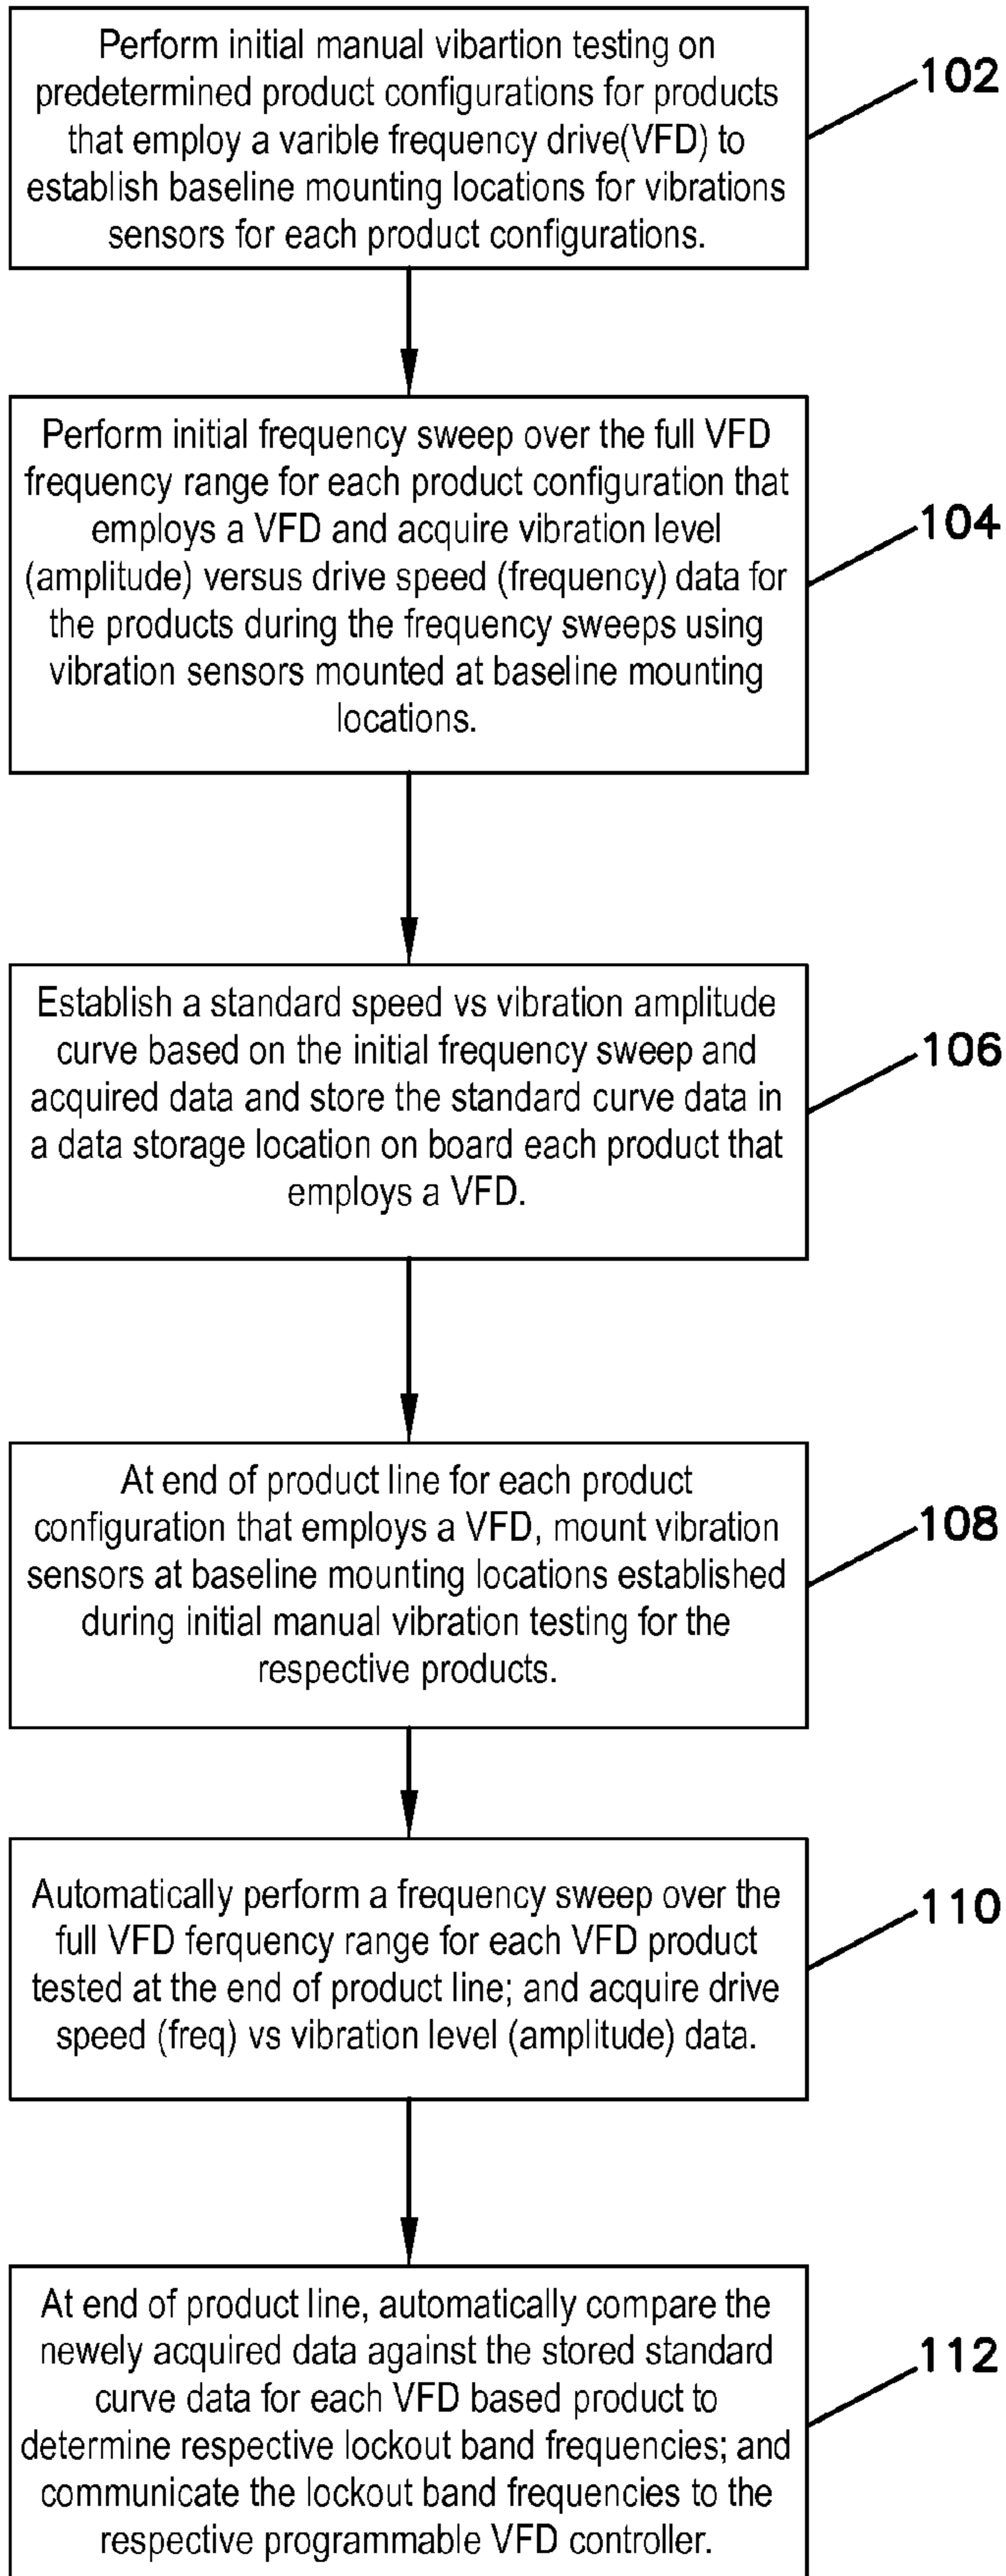 Perform initial manual vibartion testing on
predetermined product configurations for products
that employ a varible frequency drive(VFD) to
establish baseline mounting locations for vibrations
sensors for each product configurations.
102
Perform initial frequency sweep over the full VFD
frequency range for each product configuration that
employs a VFD and acquire vibration level
(amplitude) versus drive speed (frequency) data for
the products during the frequency sweeps using
vibration sensors mounted at baseline mounting
locations.
104
Establish a standard speed vs vibration amplitude
curve based on the initial frequency sweep and
acquired data and store the standard curve data in
a data storage location on board each product that
employs a VFD.
106
At end of product line for each product
configuration that employs a VFD, mount vibration
sensors at baseline mounting locations established
during initial manual vibration testing for the
respective products.
108
Automatically perform a frequency sweep over the
full VFD ferquency range for each VFD product
tested at the end of product line; and acquire drive
speed (freq) vs vibration level (amplitude) data.
110
At end of product line, automatically compare the
newly acquired data against the stored standard
curve data for each VFD based product to
determine respective lockout band frequencies; and
communicate the lockout band frequencies to the
respective programmable VFD controller.
112